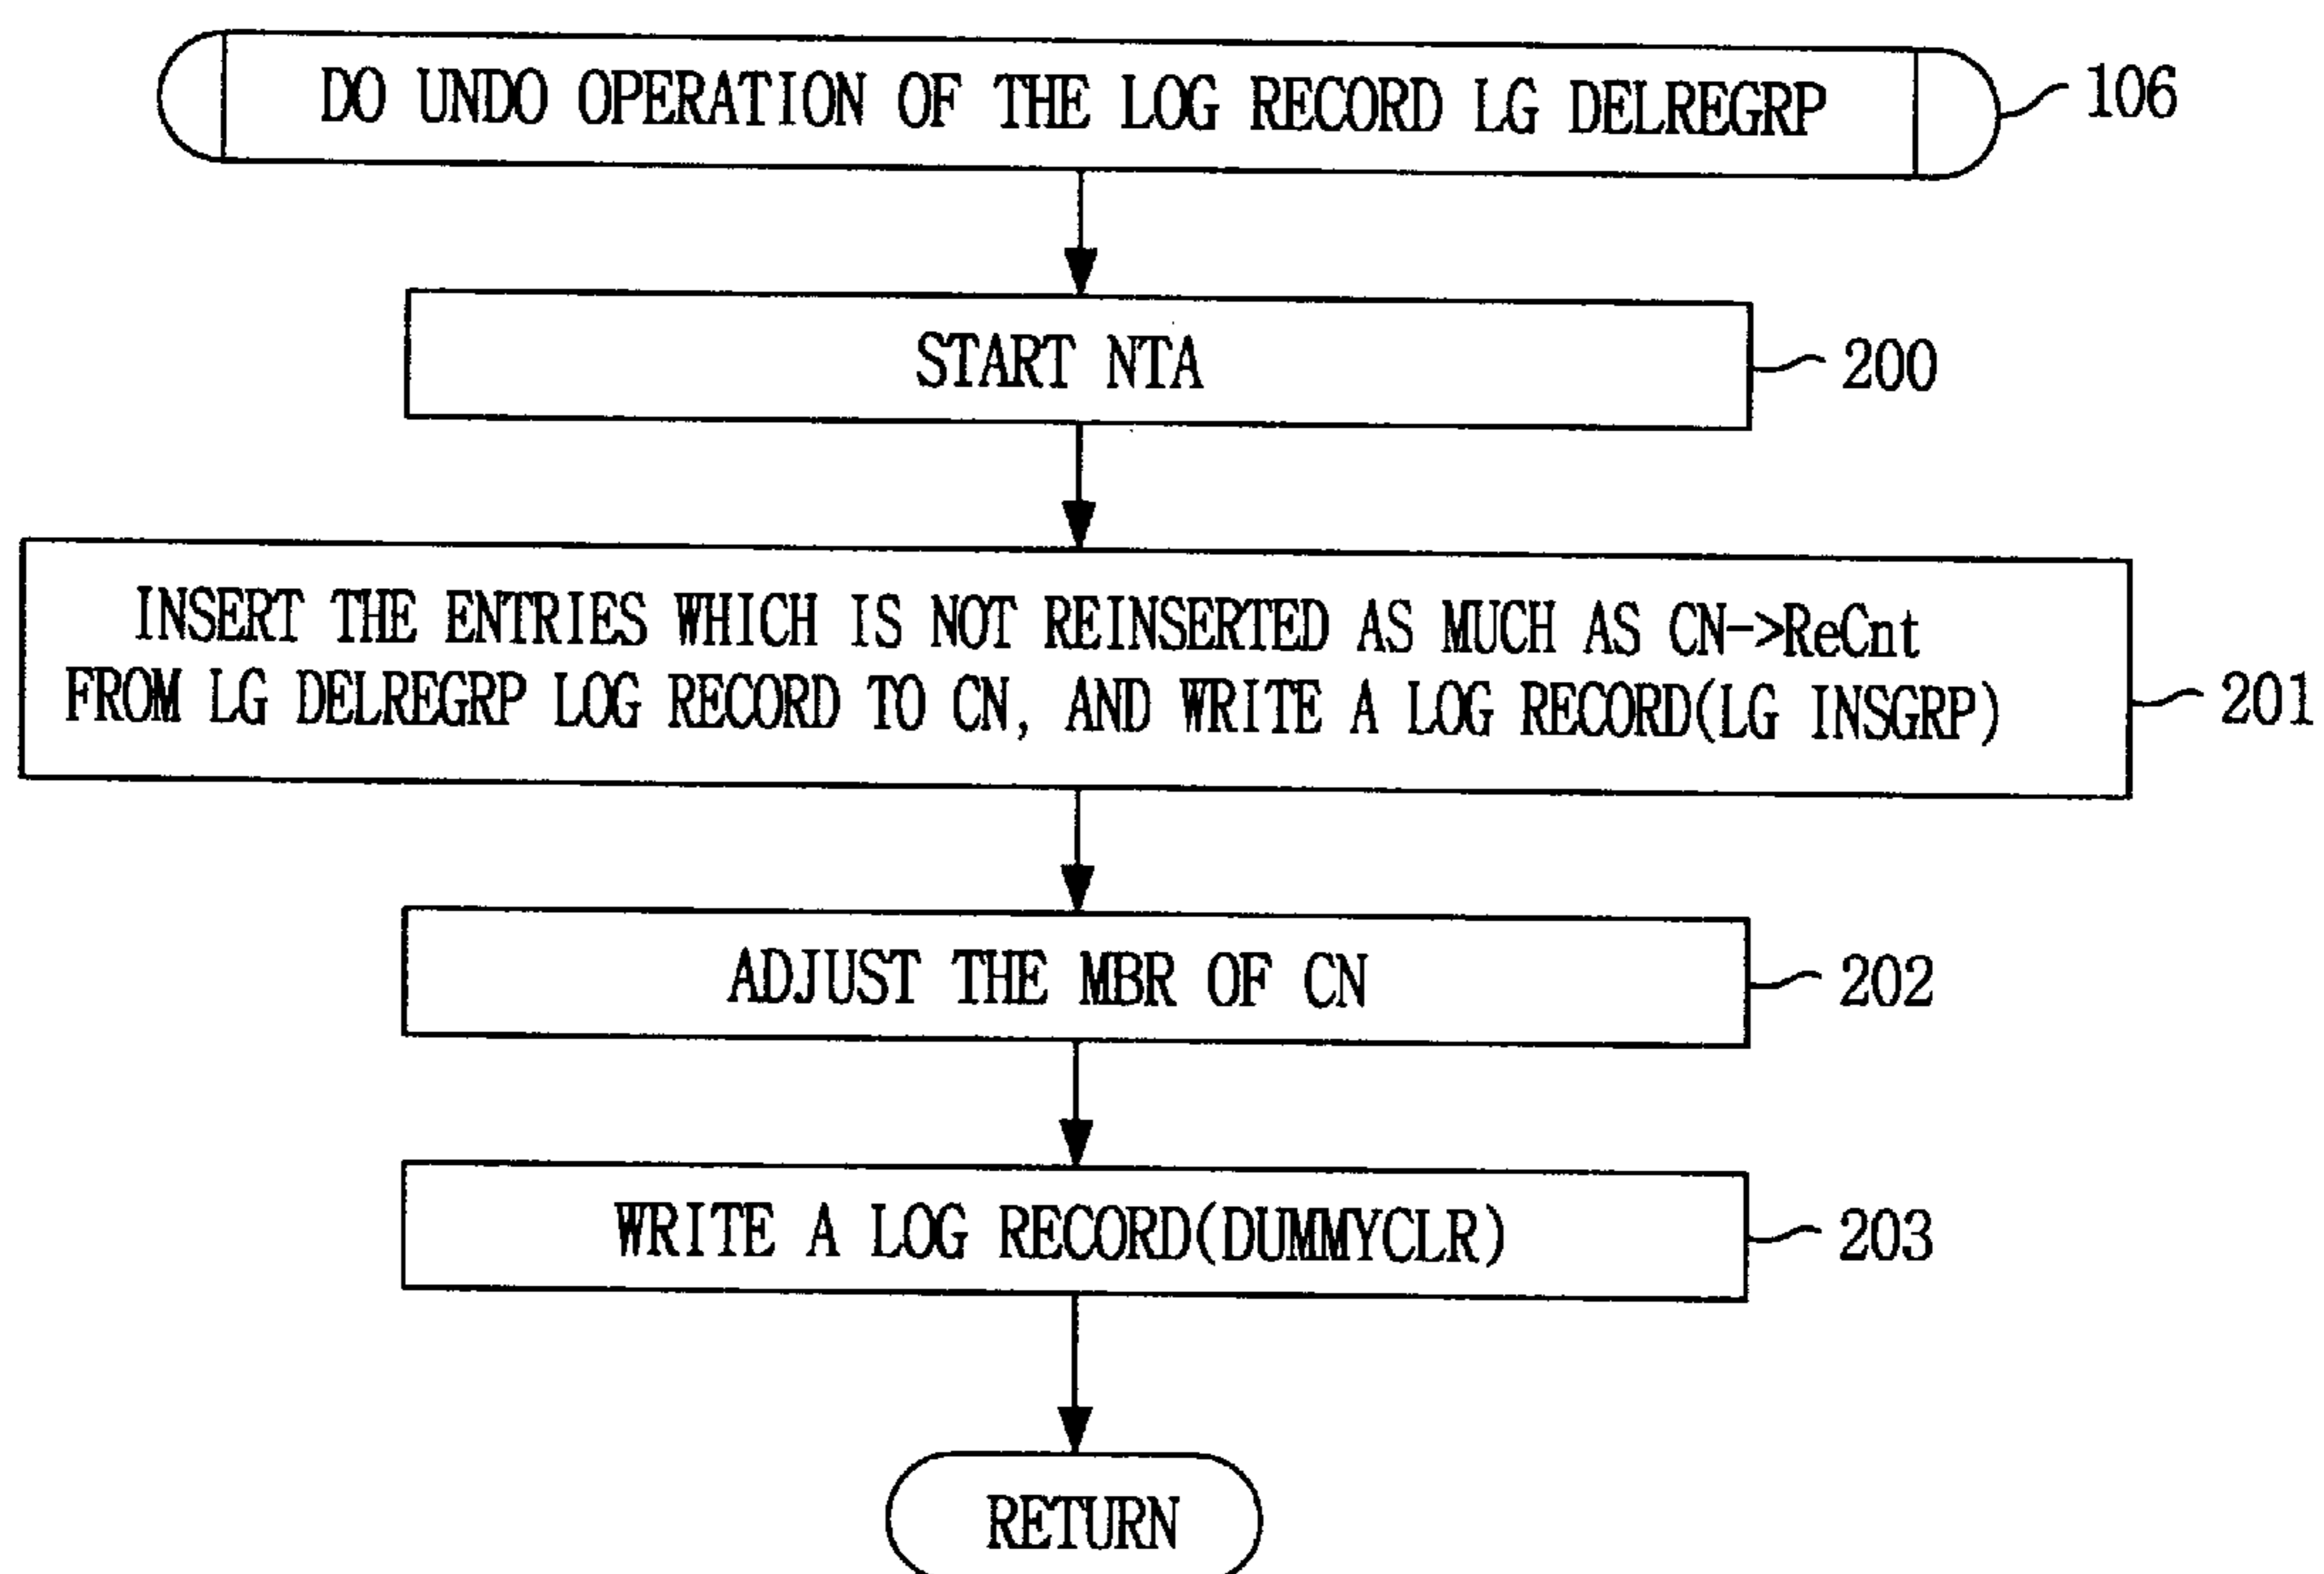 DO UNDO OPERATION OF THE LOG RECORD LG DELREGRP
106
START NTA
200
INSERT THE ENTRIES WHICH IS NOT REINSERTED AS MUCH AS CN->ReCnt
FROM LG DELREGRP LOG RECORD TO CN, AND WRITE A LOG RECORD(LG INSGRP)
201
ADJUST THE MBR OF CN
202
WRITE A LOG RECORD(DUMMYCLR)
203
RETURN